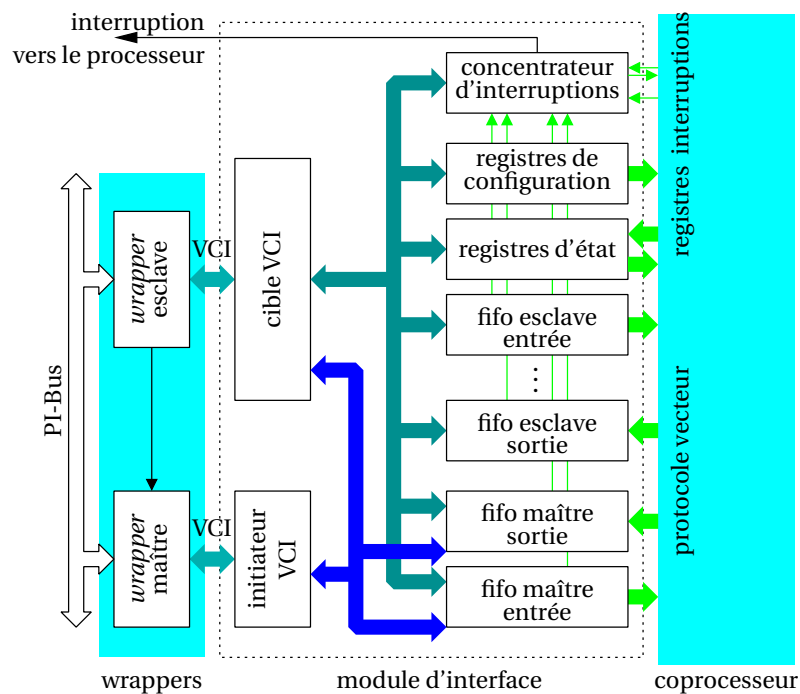 interruption
vers le processeur
concentrateur
d'interruptions
interruptions
registres de
configuration
registres
registres d'état
VCI
wrapper
esclave
cible VCI
fifo esclave
entrée
PI-Bus
fifo esclave
sortie
protocole vecteur
VCI
wrapper
maître
initiateur
VCI
fifo maître
sortie
fifo maître
entrée
wrappers
module d'interface
coprocesseur